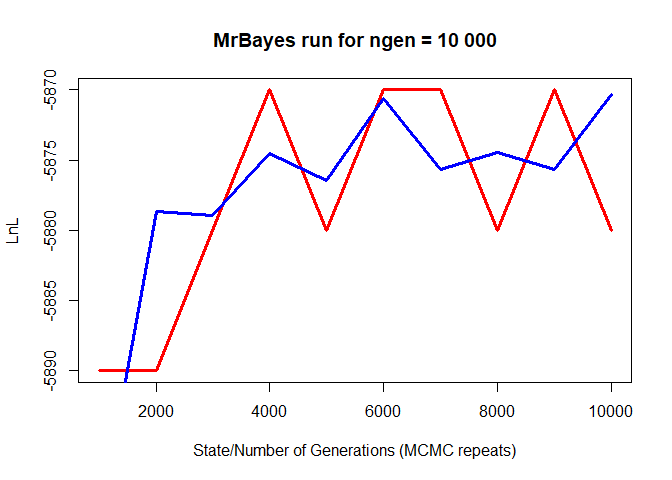 MrBayes run for ngen = 10 000
-5870
-5875
-5880
-5885
-5890
LnL
2000 4000 6000 8000 10000
State/Number of Generations (MCMC repeats)